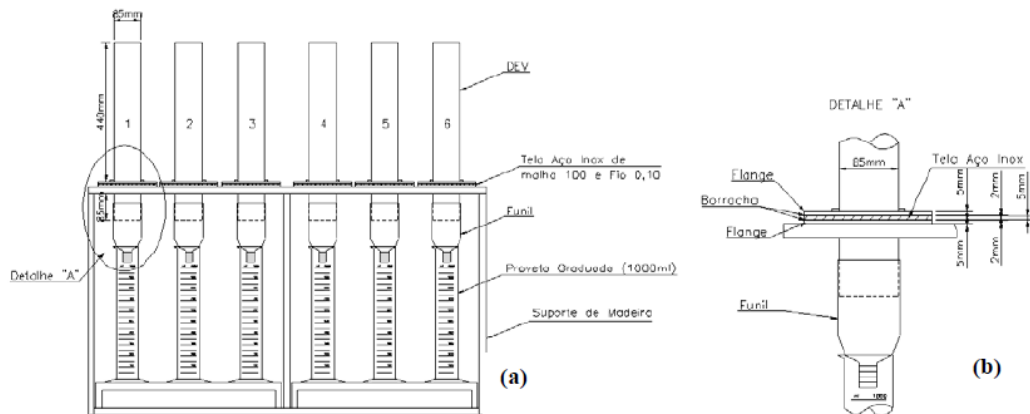 85mm
440mm
1
2
3
4
5
6
DEV
Tela Aço Inox de
malha 100 e Fio 0,10
85mm
Funil
Detalhe "A"
Proveta Graduada (1000ml)
Suporte de Madeira
(a)
DETALHE "A"
85mm
Tela Aço Inox
Flange
Borracha
Flange
5mm
2mm
5mm
5mm
2mm
Funil
1000
(b)